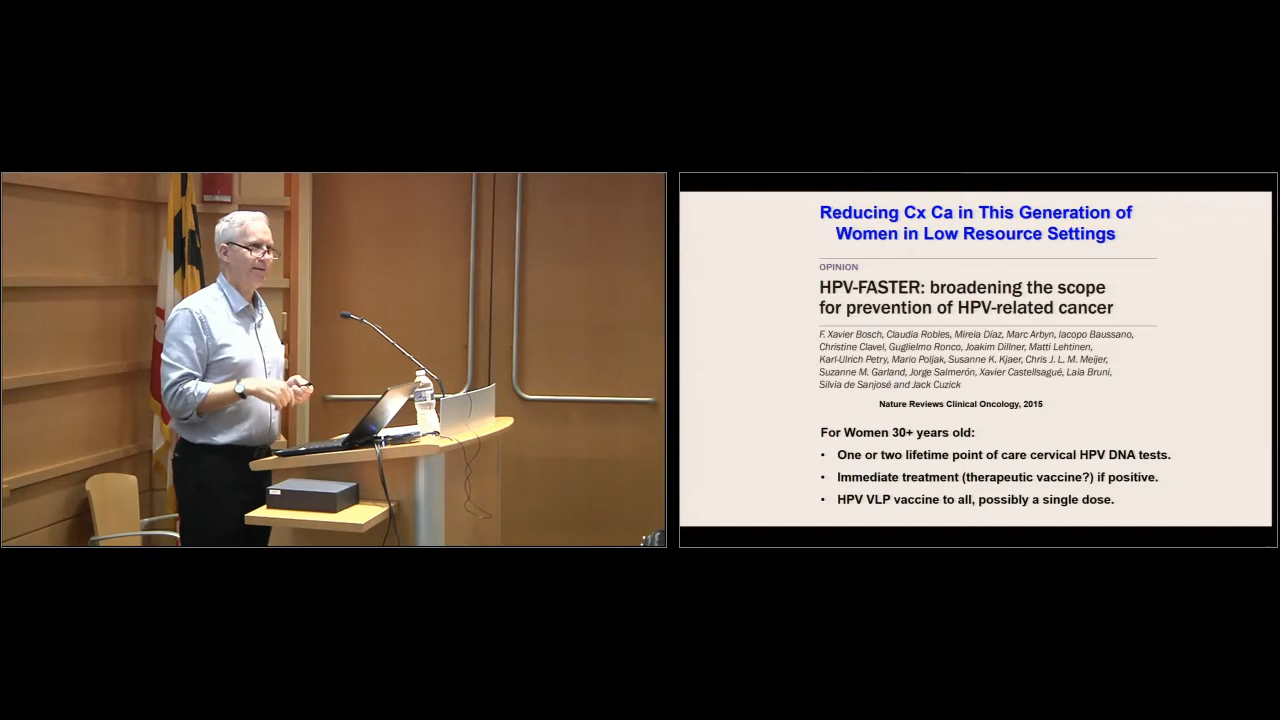 Reducing Cx Ca in This Generation of
Women in Low Resource Settings
OPINION
HPV-FASTER: broadening the scope
for prevention of HPV-related cancer
F. Xavier Bosch, Claudia Robles, Mireia Díaz, Marc Arbyn, Iacopo Baussano,
Christine Clavel, Guglielmo Ronco, Joakim Dillner, Matti Lehtinen,
Karl-Ulrich Petry, Mario Poljak, Susanne K. Kjaer, Chris J. L. M. Meijer,
Suzanne M. Garland, Jorge Salmerón, Xavier Castellsagué, Laia Bruni,
Silvia de Sanjosé and Jack Cuzick
Nature Reviews Clinical Oncology, 2015
For Women 30+ years old:
• One or two lifetime point of care cervical HPV DNA tests.
• Immediate treatment (therapeutic vaccine?) if positive.
• HPV VLP vaccine to all, possibly a single dose.